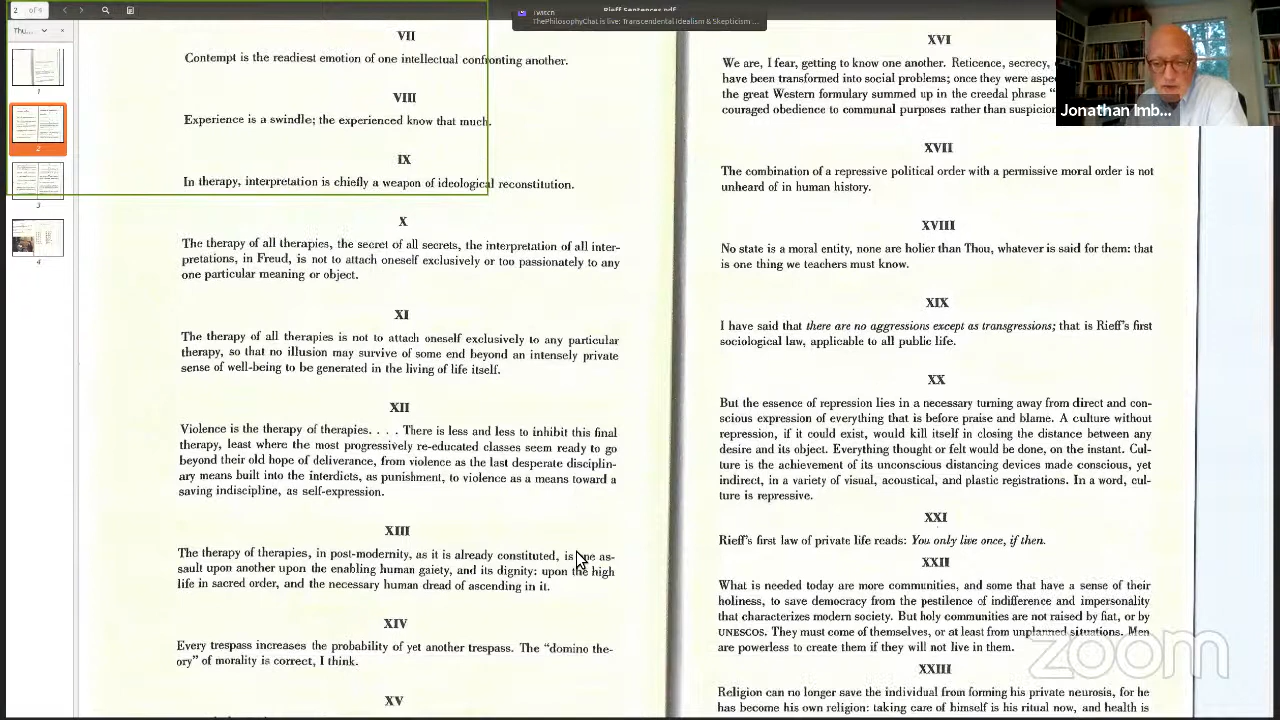 2
of 4
Rieff Sentences.pdf
Twitch
ThePhilosophyChat is live: Transcendental Idealism & Skepticism ...
Thu...
1
2
3
4
VII
Contempt is the readiest emotion of one intellectual confronting another.
VIII
Experience is a swindle; the experienced know that much.
IX
In therapy, interpretation is chiefly a weapon of ideological reconstitution.
X
The therapy of all therapies, the secret of all secrets, the interpretation of all inter-
pretations, in Freud, is not to attach oneself exclusively or too passionately to any
one particular meaning or object.
XI
The therapy of all therapies is not to attach oneself exclusively to any particular
therapy, so that no illusion may survive of some end beyond an intensely private
sense of well-being to be generated in the living of life itself.
XII
Violence is the therapy of therapies. . . . There is less and less to inhibit this final
therapy, least where the most progressively re-educated classes seem ready to go
beyond their old hope of deliverance, from violence as the last desperate disciplin-
ary means built into the interdicts, as punishment, to violence as a means toward a
saving indiscipline, as self-expression.
XIII
The therapy of therapies, in post-modernity, as it is already constituted, is one as-
sault upon another upon the enabling human gaiety, and its dignity: upon the high
life in sacred order, and the necessary human dread of ascending in it.
XIV
Every trespass increases the probability of yet another trespass. The “domino the-
ory” of morality is correct, I think.
XV
XVI
We are, I fear, getting to know one another. Reticence, secrecy,
have been transformed into social problems; once they were
the great Western formulary summed up in the creedal phrase “
couraged obedience to communal purposes rather than
XVII
The combination of a repressive political order with a permissive moral order is not
unheard of in human history.
XVIII
No state is a moral entity, none are holier than Thou, whatever is said for them: that
is one thing we teachers must know.
XIX
I have said that there are no aggressions except as transgressions; that is Rieff’s first
sociological law, applicable to all public life.
XX
But the essence of repression lies in a necessary turning away from direct and con-
scious expression of everything that is before praise and blame. A culture without
repression, if it could exist, would kill itself in closing the distance between any
desire and its object. Everything thought or felt would be done, on the instant. Cul-
ture is the achievement of its unconscious distancing devices made conscious, yet
indirect, in a variety of visual, acoustical, and plastic registrations. In a word, cul-
ture is repressive.
XXI
Rieff’s first law of private life reads: You only live once, if then.
XXII
What is needed today are more communities, and some that have a sense of their
holiness, to save democracy from the pestilence of indifference and impersonality
that characterizes modern society. But holy communities are not raised by fiat, or by
UNESCOS. They must come of themselves, or at least from unplanned situations. Men
are powerless to create them if they will not live in them.
XXIII
Religion can no longer save the individual from forming his private neurosis, for he
has become his own religion: taking care of himself is his ritual now, and health is
Jonathan Imb...
zoom